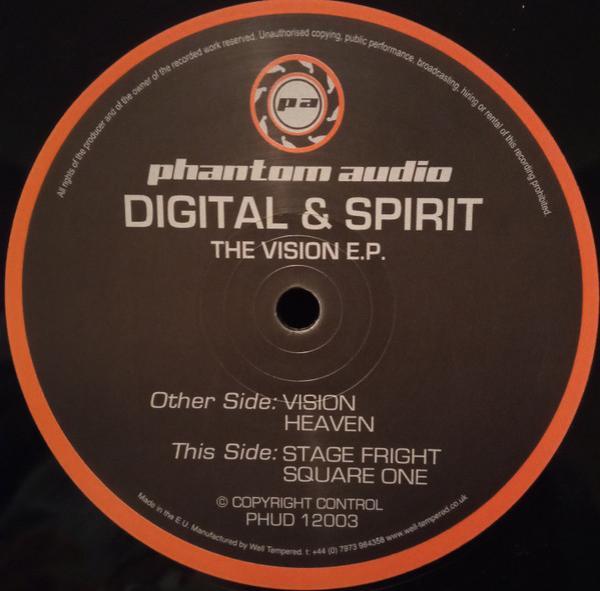 All rights of the producer and of the owner of the recorded work reserved. Unauthorised copying, public performance, broadcasting, hiring or rental of this recording prohibited.
pa
phantom audio
DIGITAL & SPIRIT
THE VISION E.P.
Other Side: VISION
HEAVEN
This Side: STAGE FRIGHT
SQUARE ONE
© COPYRIGHT CONTROL
PHUD 12003
Made in the E.U. Manufactured by Well Tempered. t: +44 (0) 7973 984358 www.well-tempered.co.uk